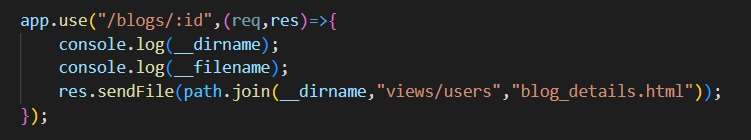 app.use("/blogs/:id",(req,res)=>{
    console.log(__dirname);
    console.log(__filename);
    res.sendFile(path.join(__dirname,"views/users","blog_details.html"));
});